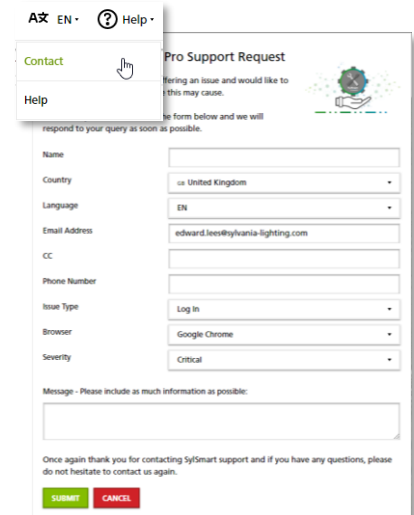 A文 EN
Help
Contact
Help
Pro Support Request
fering an issue and would like to
this may cause.
he form below and we will
respond to your query as soon as possible.
Name
Country
GB United Kingdom
Language
EN
Email Address
edward.lees@sylvania-lighting.com
CC
Phone Number
Issue Type
Log In
Browser
Google Chrome
Severity
Critical
Message - Please include as much information as possible:
Once again thank you for contacting SylSmart support and if you have any questions, please
do not hesitate to contact us again.
SUBMIT
CANCEL